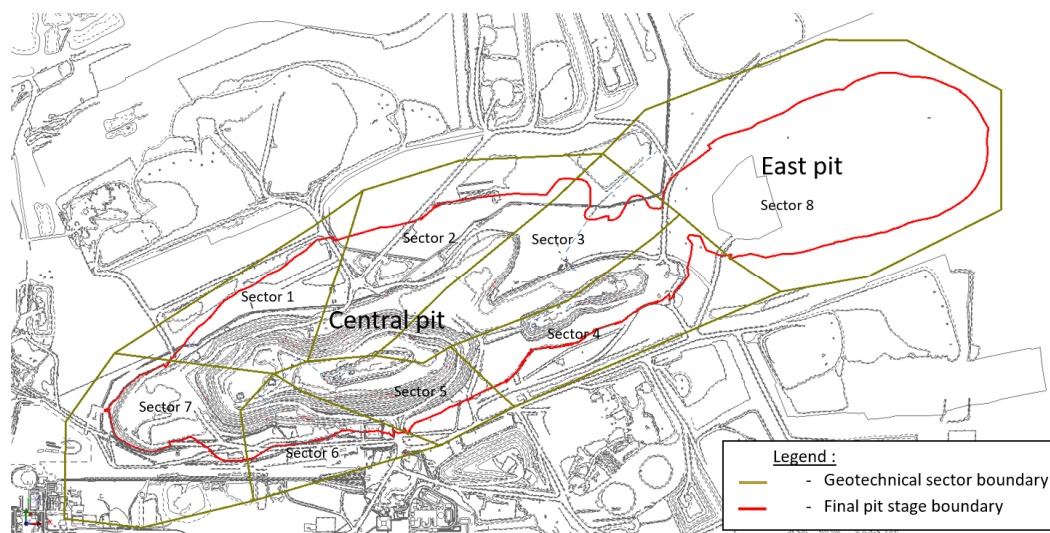 East pit
Sector 8
Sector 2
Sector 3
Sector 1
Central pit
Sector 4
Sector 5
Sector 7
Sector 6
Legend :
- Geotechnical sector boundary
- Final pit stage boundary